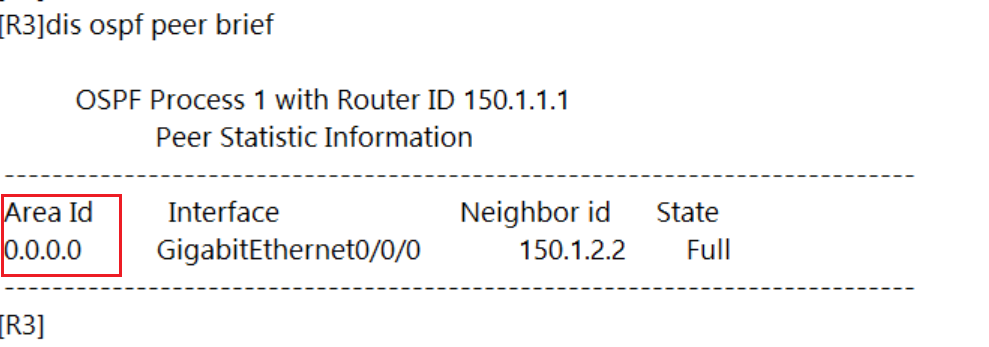 [R3]dis ospf peer brief
OSPF Process 1 with Router ID 150.1.1.1
Peer Statistic Information
----------------------------------------------------------------------------
Area Id Interface Neighbor id State
0.0.0.0 GigabitEthernet0/0/0 150.1.2.2 Full
----------------------------------------------------------------------------
[R3]